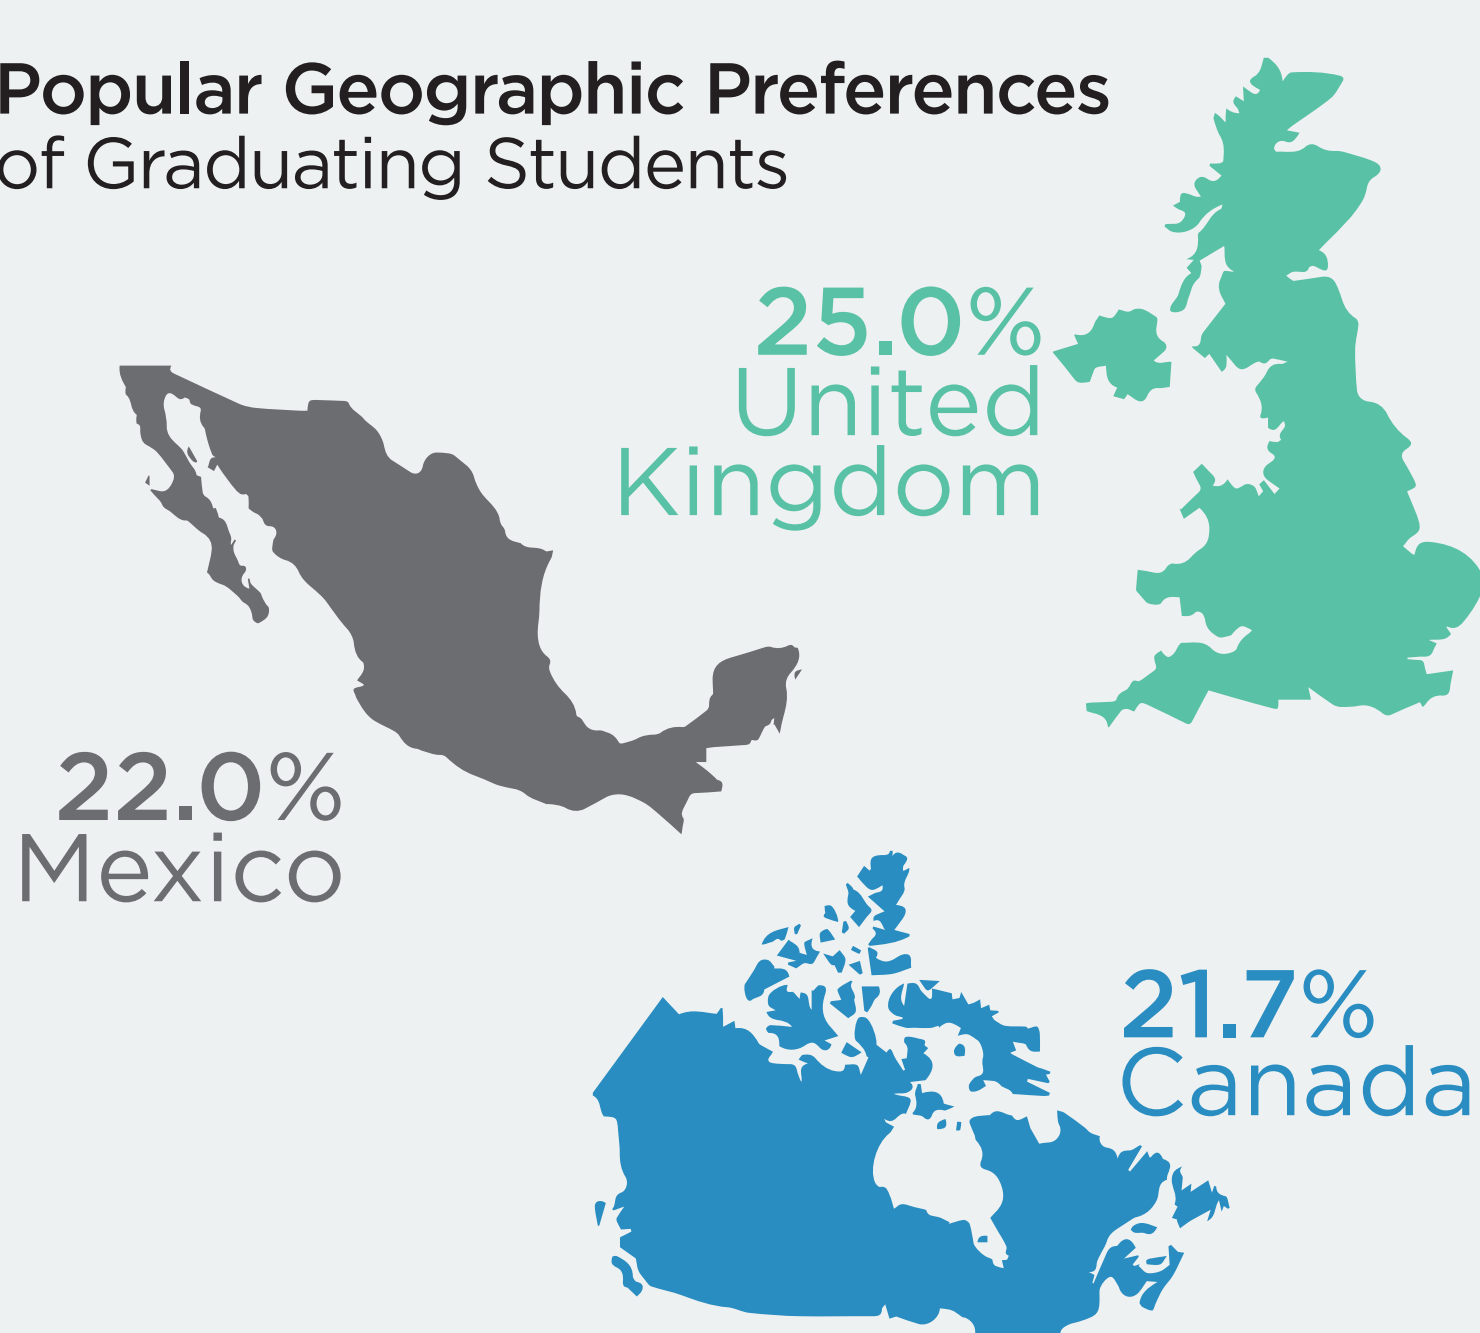 Popular Geographic Preferences
of Graduating Students
25.0%
United
Kingdom
22.0%
Mexico
21.7%
Canada